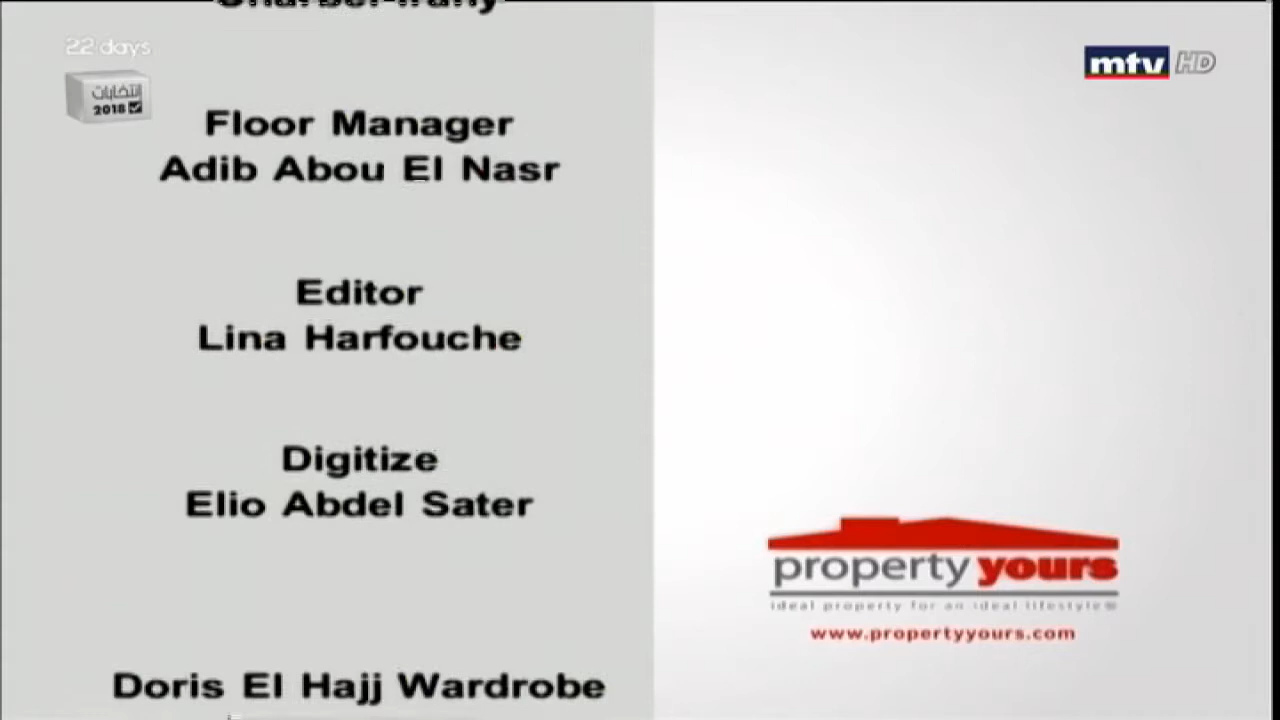 22 days
انتخابات
2018
mtv HD
Floor Manager
Adib Abou El Nasr
Editor
Lina Harfouche
Digitize
Elio Abdel Sater
Doris El Hajj Wardrobe
property yours
ideal property for an ideal lifestyle®
www.propertyyours.com